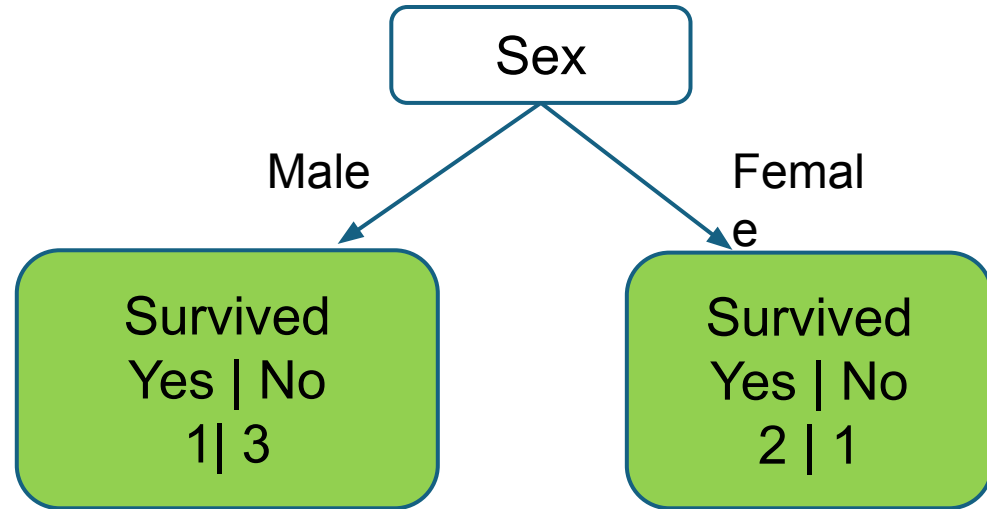 Sex
Male
Femal
e
Survived
Yes | No
1| 3
Survived
Yes | No
2 | 1